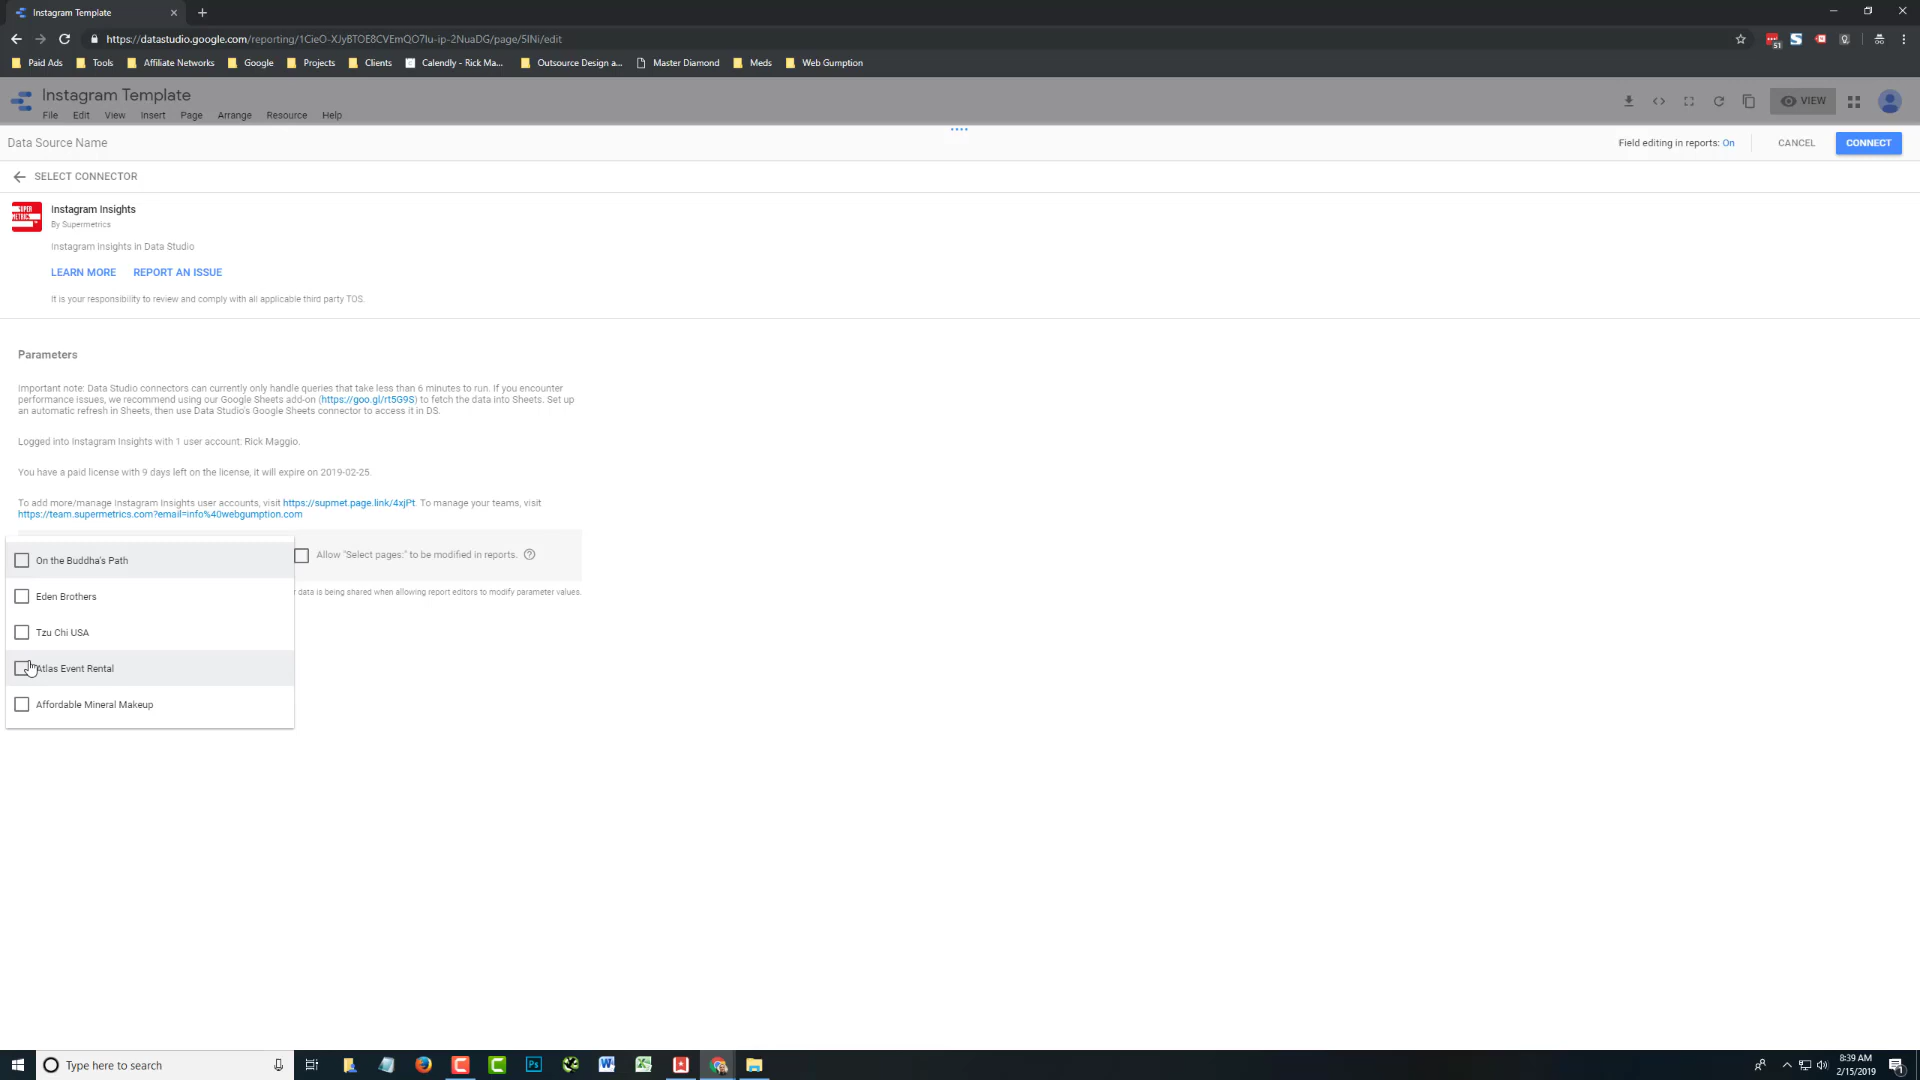 Instagram Template
https://datastudio.google.com/reporting/1CieO-XJyBTOE8CVEmQO7Iu-ip-2NuaDG/page/5INi/edit
51
Paid Ads
Tools
Affiliate Networks
Google
Projects
Clients
Calendly - Rick Ma...
Outsource Design a...
Master Diamond
Meds
Web Gumption
Instagram Template
File Edit View Insert Page Arrange Resource Help
VIEW
Data Source Name
Field editing in reports: On
CANCEL
CONNECT
SELECT CONNECTOR
SUPER
METRICS
Instagram Insights
By Supermetrics
Instagram Insights in Data Studio
LEARN MORE REPORT AN ISSUE
It is your responsibility to review and comply with all applicable third party TOS.
Parameters
Important note: Data Studio connectors can currently only handle queries that take less than 6 minutes to run. If you encounter
performance issues, we recommend using our Google Sheets add-on (https://goo.gl/rt5G9S) to fetch the data into Sheets. Set up
an automatic refresh in Sheets, then use Data Studio's Google Sheets connector to access it in DS.
Logged into Instagram Insights with 1 user account: Rick Maggio.
You have a paid license with 9 days left on the license, it will expire on 2019-02-25.
To add more/manage Instagram Insights user accounts, visit https://supmet.page.link/4xjPt. To manage your teams, visit
https://team.supermetrics.com?email=info%40webgumption.com
Allow "Select pages:" to be modified in reports.
data is being shared when allowing report editors to modify parameter values.
On the Buddha's Path
Eden Brothers
Tzu Chi USA
Atlas Event Rental
Affordable Mineral Makeup
Type here to search
8:39 AM
2/15/2019